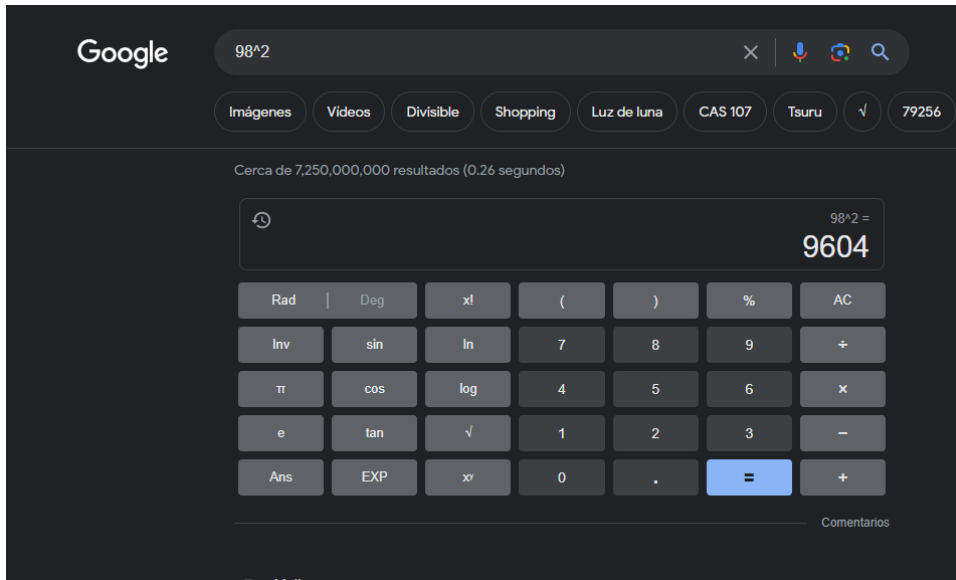 Google 98^2
Imágenes Vídeos Divisible Shopping Luz de luna CAS 107 Tsuru √ 79256
Cerca de 7,250,000,000 resultados (0.26 segundos)
98^2 =
9604
Rad | Deg x! ( ) % AC
Inv sin ln 7 8 9 ÷
π cos log 4 5 6 ×
e tan √ 1 2 3 −
Ans EXP xʸ 0 . = +
Comentarios